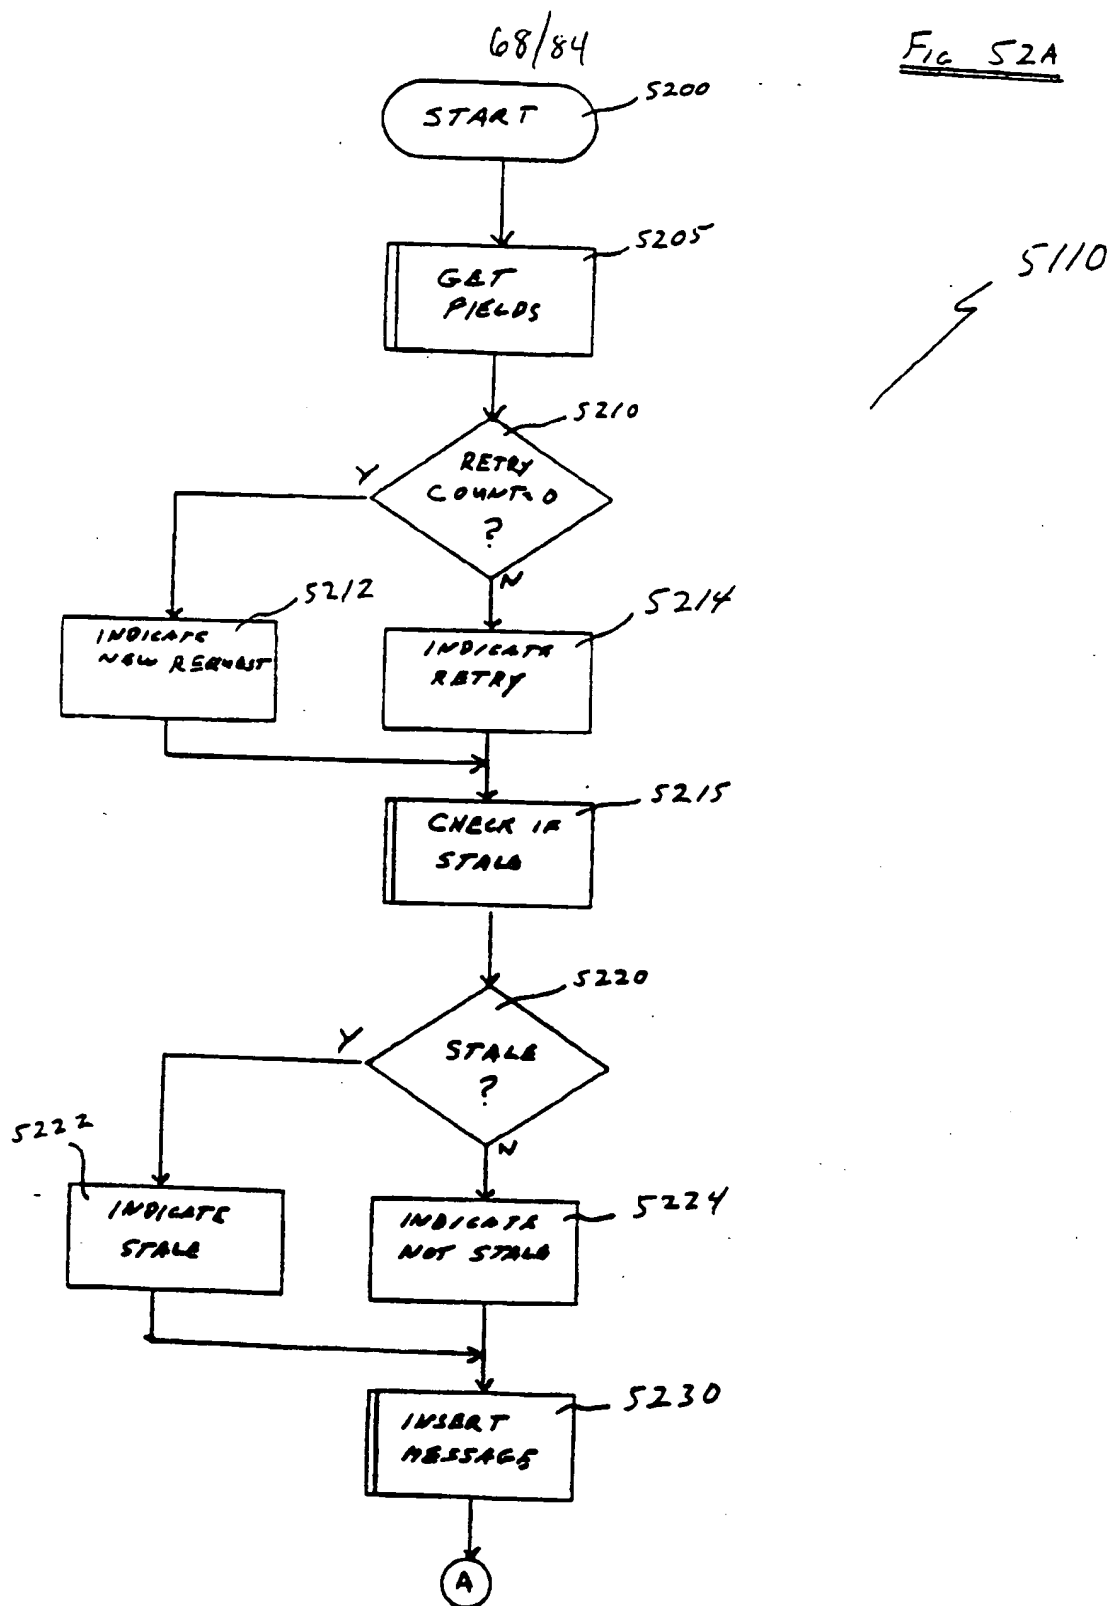 68/84
FIG 52A
START
5200
GET
FIELDS
5205
5110
RETRY
COUNT=0
?
5210
Y
N
INDICATE
NEW REQUEST
5212
INDICATE
RETRY
5214
CHECK IF
STALE
5215
STALE
?
5220
Y
N
5222
INDICATE
STALE
INDICATE
NOT STALE
5224
INSERT
MESSAGE
5230
A